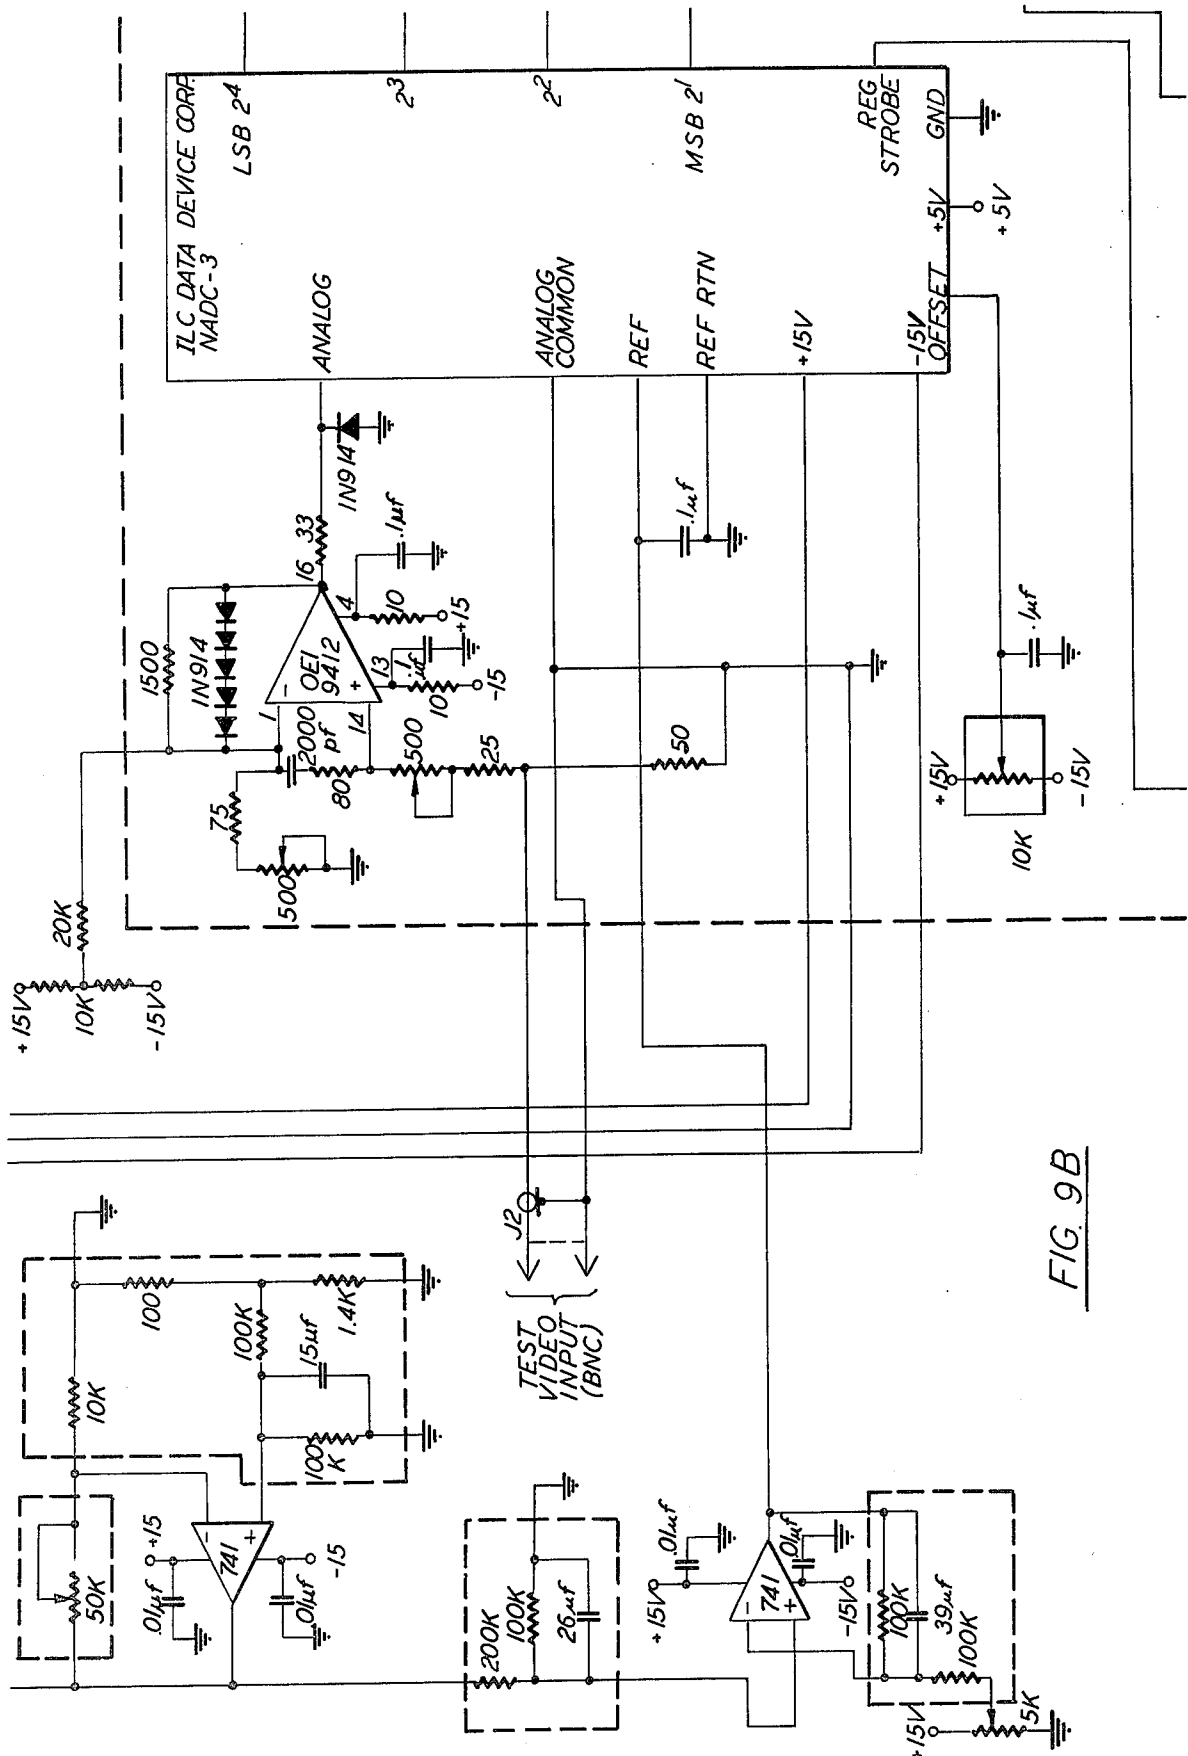 ILC DATA DEVICE CORP.
NADC-3
LSB 2⁴
2³
2²
MSB 2¹
REG
STROBE
GND
+5V
+5V
OFFSET
-15V
+15V
REF RTN
REF
ANALOG
COMMON
ANALOG
1N914
33
16
4
.1µf
10
+15
13
.1
µf
10
-15
OEI
9412
-
+
1
14
1500
1N914
2000
pf
80
500
25
75
500
50
.1µf
.1µf
+15V
-15V
10K
20K
+15V
10K
-15V
J2
TEST
VIDEO
INPUT
(BNC)
100
10K
100K
15µf
1.4K
100
K
50K
+15
.01µf
741
-
+
-15
.01µf
200K
100K
26µf
+15V
.01µf
741
-
+
.01µf
-15V
100K
39µf
100K
+15V
5K
FIG. 9B